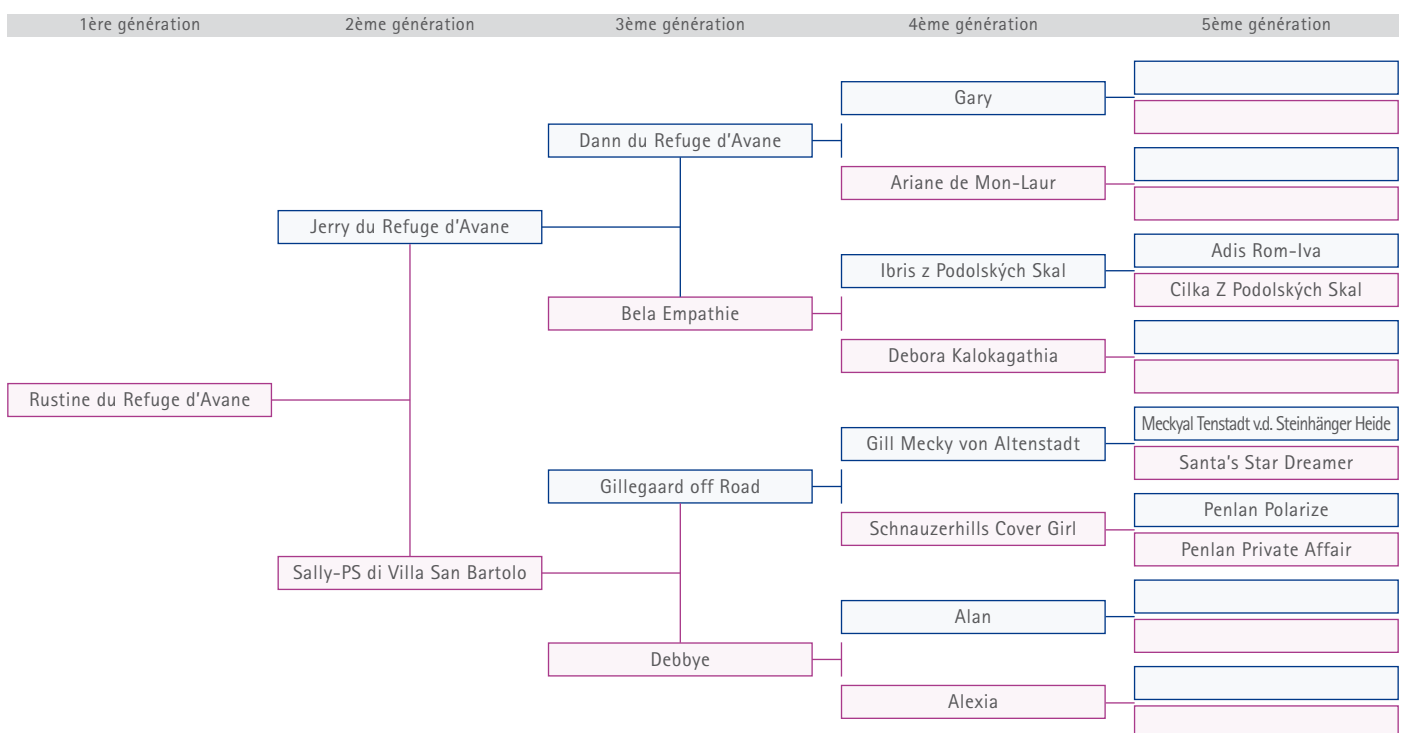 1ère génération
2ème génération
3ème génération
4ème génération
5ème génération
Gary
Dann du Refuge d'Avane
Ariane de Mon-Laur
Jerry du Refuge d'Avane
Adis Rom-Iva
Ibris z Podolských Skal
Cilka Z Podolských Skal
Bela Empathie
Debora Kalokagathia
Rustine du Refuge d'Avane
Meckyal Tenstadt v.d. Steinhänger Heide
Gill Mecky von Altenstadt
Santa's Star Dreamer
Gillegaard off Road
Penlan Polarize
Schnauzerhills Cover Girl
Penlan Private Affair
Sally-PS di Villa San Bartolo
Alan
Debbye
Alexia